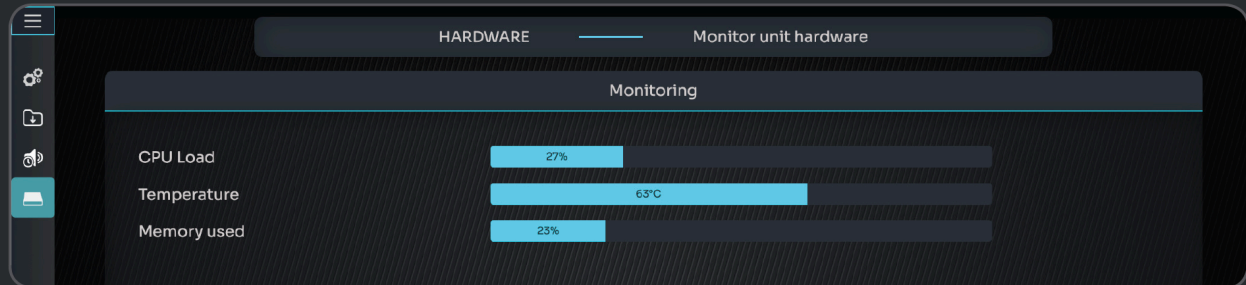 HARDWARE Monitor unit hardware
Monitoring
CPU Load 27%
Temperature 63°C
Memory used 23%